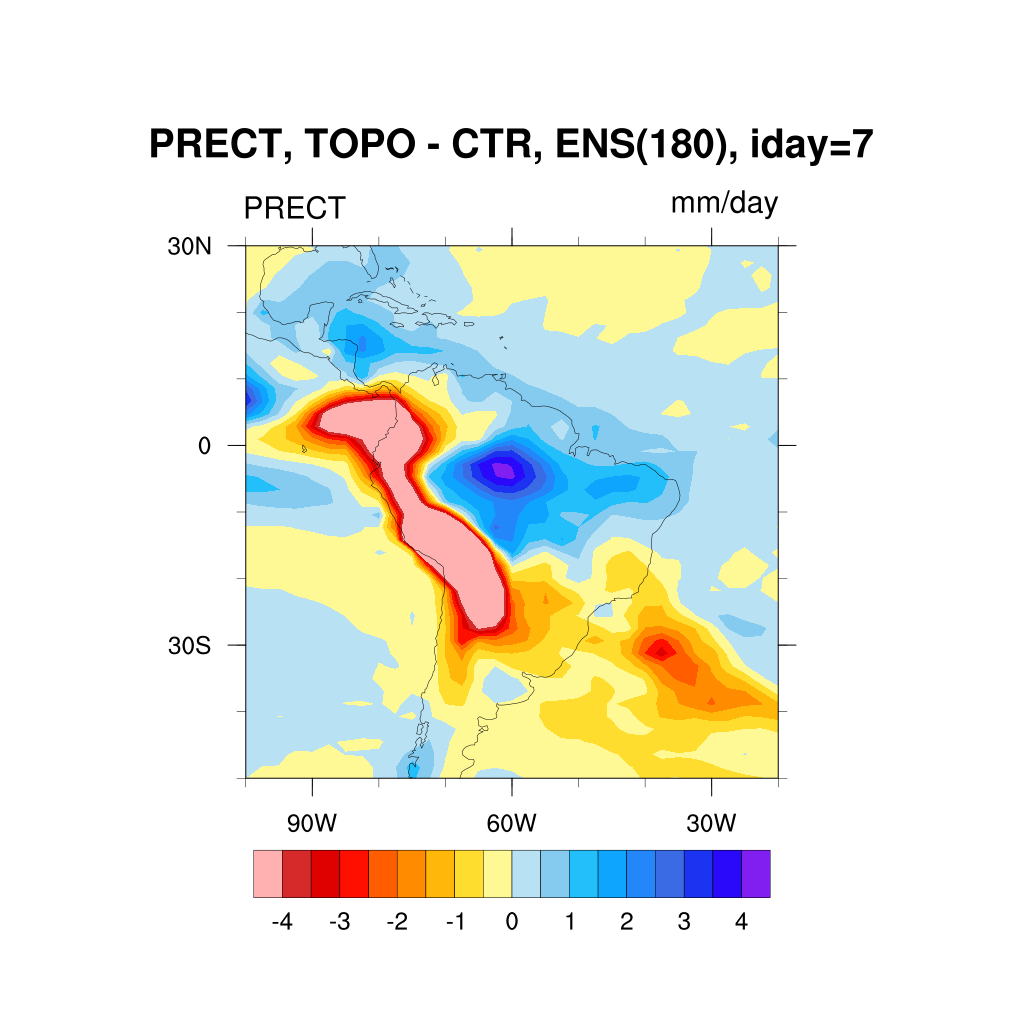 PRECT, TOPO - CTR, ENS(180), iday=7
PRECT mm/day
30N
0
30S
90W 60W 30W
-4 -3 -2 -1 0 1 2 3 4